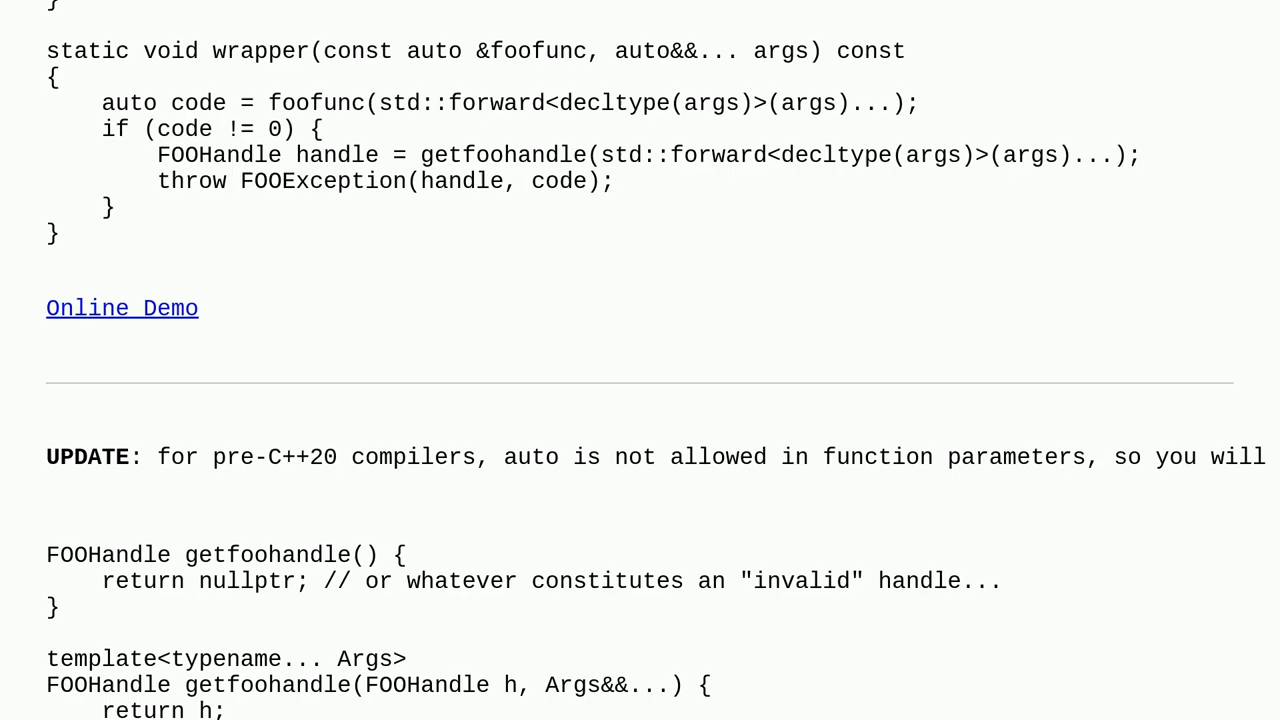 }
static void wrapper(const auto &foofunc, auto&&... args) const
{
    auto code = foofunc(std::forward<decltype(args)>(args)...);
    if (code != 0) {
        FOOHandle handle = getfoohandle(std::forward<decltype(args)>(args)...);
        throw FOOException(handle, code);
    }
}
Online Demo
UPDATE: for pre-C++20 compilers, auto is not allowed in function parameters, so you will
FOOHandle getfoohandle() {
    return nullptr; // or whatever constitutes an "invalid" handle...
}
template<typename... Args>
FOOHandle getfoohandle(FOOHandle h, Args&&...) {
    return h;